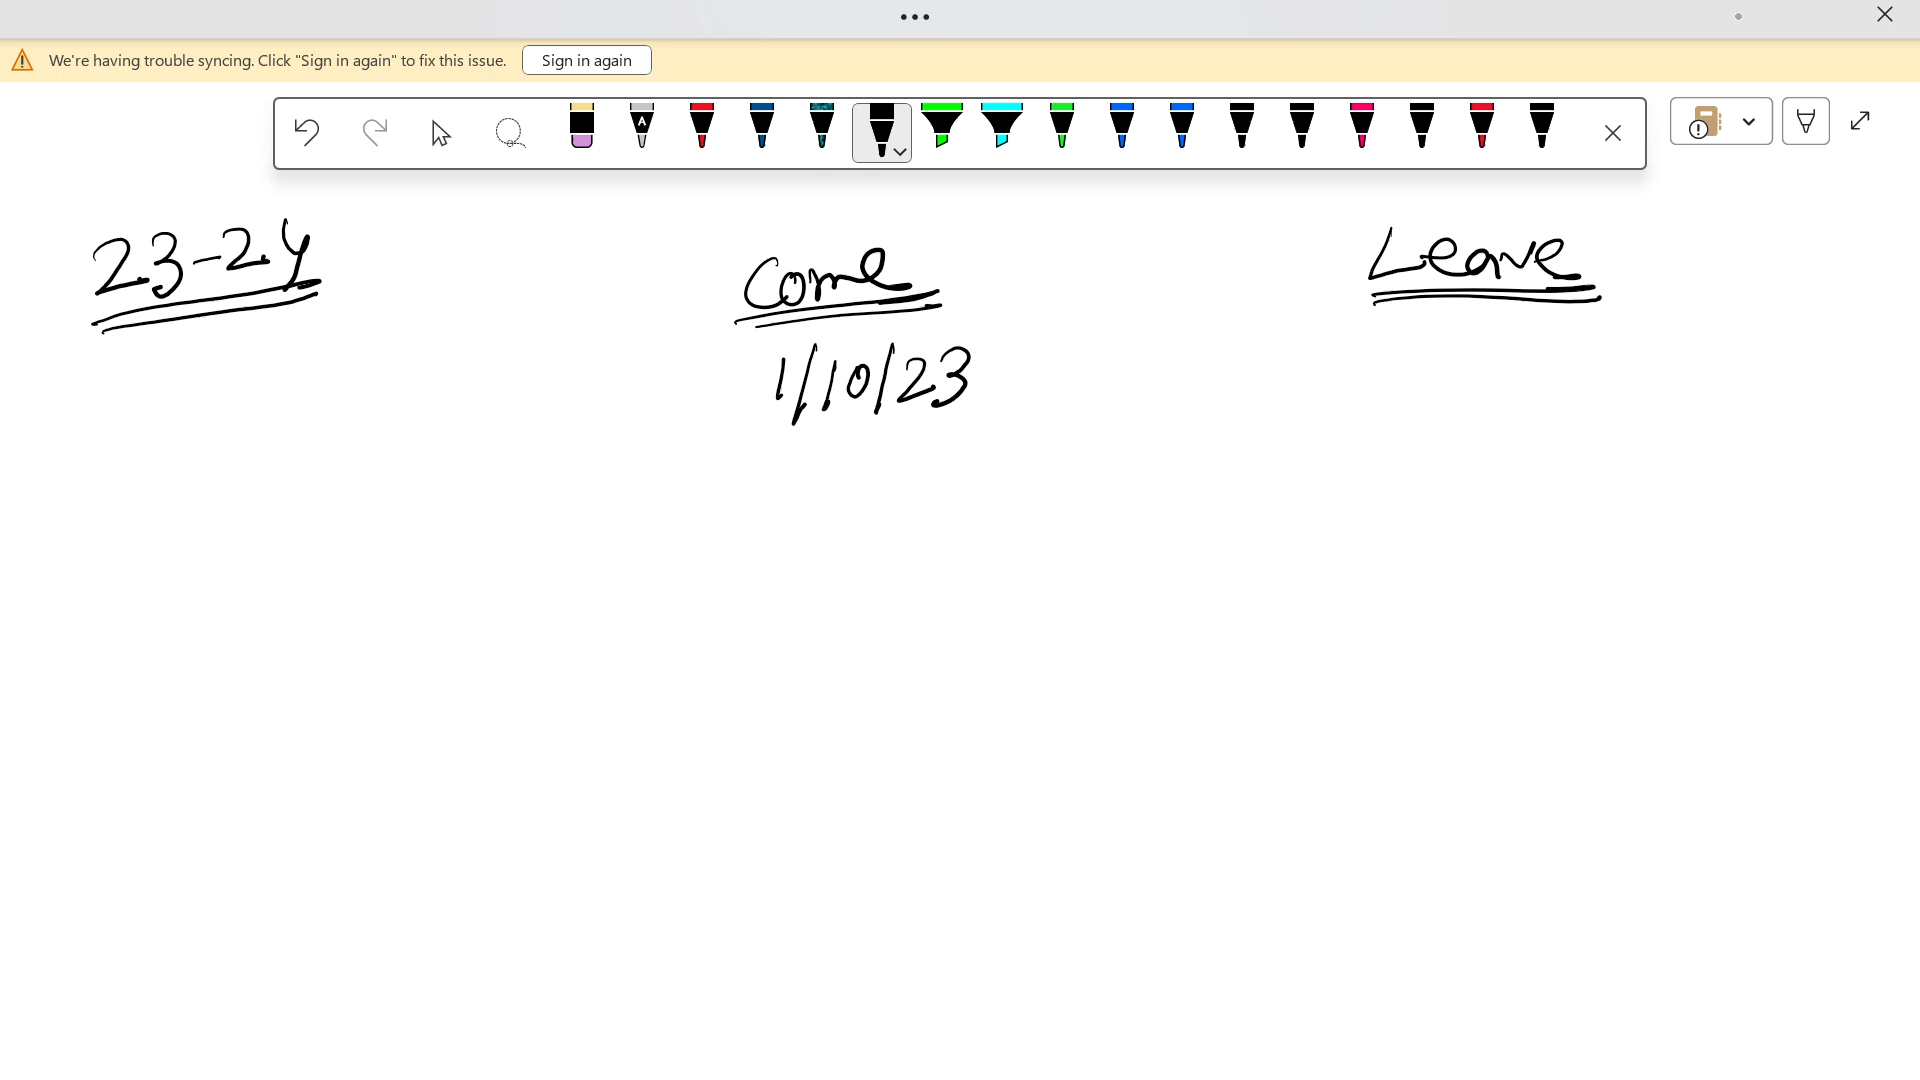 We're having trouble syncing. Click "Sign in again" to fix this issue. Sign in again
A
23-24 Come Leave
1/10/23